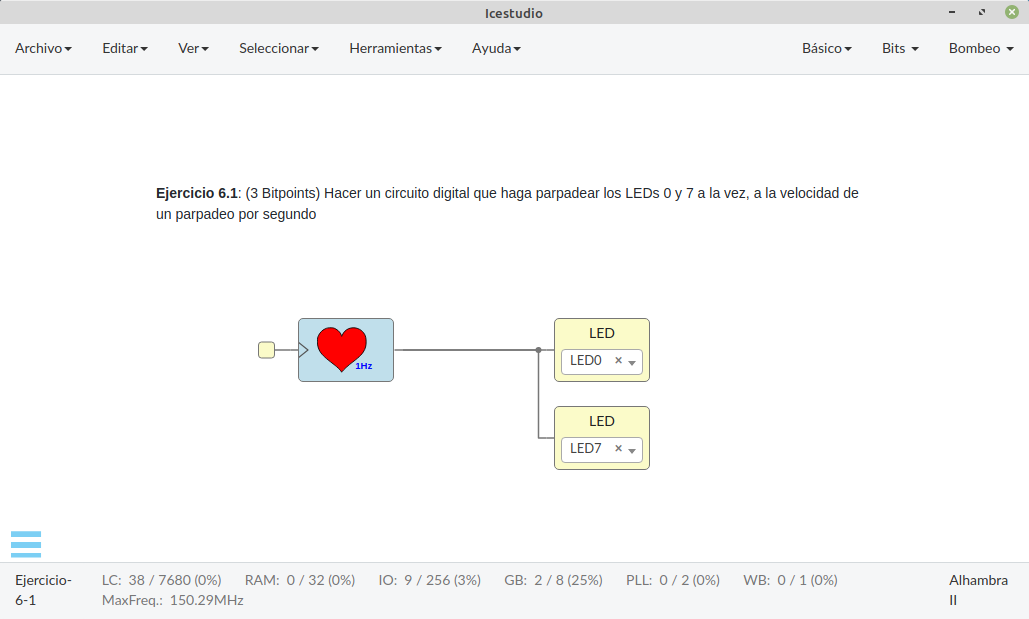 Icestudio
Archivo Editar Ver Seleccionar Herramientas Ayuda Básico Bits Bombeo
Ejercicio 6.1: (3 Bitpoints) Hacer un circuito digital que haga parpadear los LEDs 0 y 7 a la vez, a la velocidad de
un parpadeo por segundo
1Hz
LED
LED0 ×
LED
LED7 ×
Ejercicio-
6-1
LC: 38 / 7680 (0%) RAM: 0 / 32 (0%) IO: 9 / 256 (3%) GB: 2 / 8 (25%) PLL: 0 / 2 (0%) WB: 0 / 1 (0%)
MaxFreq.: 150.29MHz
Alhambra
II